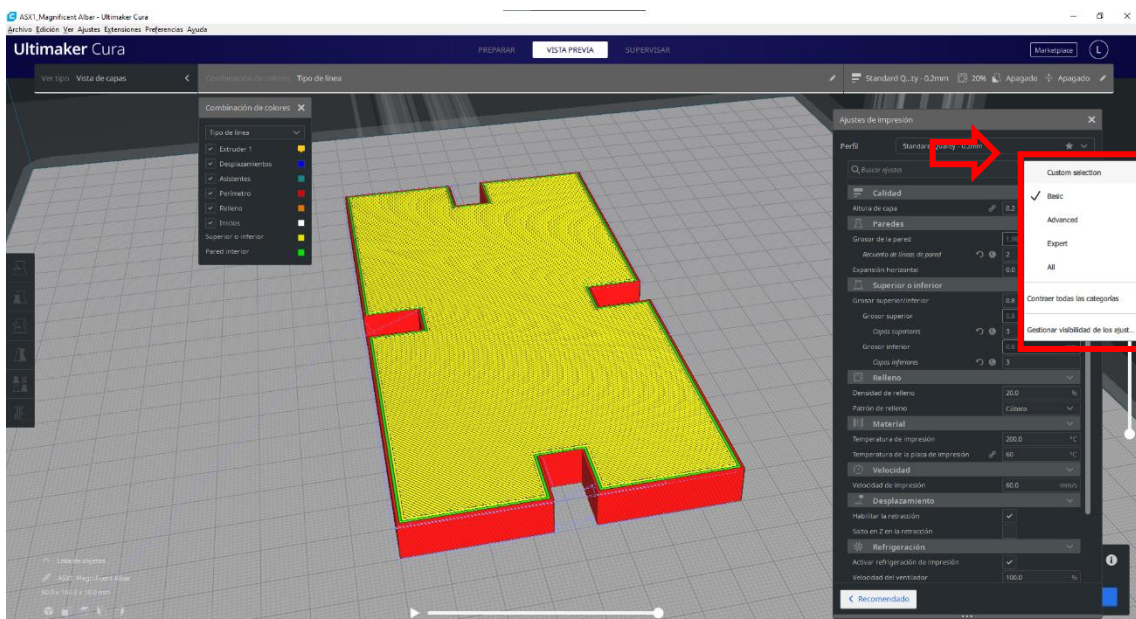 ASX1_Magnificent Albar - Ultimaker Cura
Archivo Edición Ver Ajustes Extensiones Preferencias Ayuda
Ultimaker Cura
PREPARAR VISTA PREVIA SUPERVISAR
Marketplace L
Ver tipo Vista de capas
Combinación de colores Tipo de línea
Standard Q...ty - 0.2mm 20% Apagado Apagado
Combinación de colores
Tipo de línea
Extruder 1
Desplazamientos
Asistentes
Perímetro
Relleno
Inicios
Superior o inferior
Pared interior
Ajustes de impresión
Perfil Standard Quality - 0.2mm
Buscar ajustes
Calidad
Altura de capa 0.2
Paredes
Grosor de la pared
Recuento de líneas de pared 2
Expansión horizontal 0.0
Superior o inferior
Grosor superior/inferior 0.8
Grosor superior 0.8
Capas superiores 3
Grosor inferior 0.8
Capas inferiores 3
Relleno
Densidad de relleno 20.0 %
Patrón de relleno Cúbico
Material
Temperatura de impresión 200.0 °C
Temperatura de la placa de impresión 60 °C
Velocidad
Velocidad de impresión 60.0 mm/s
Desplazamiento
Habilitar la retracción
Salto en Z en la retracción
Refrigeración
Activar refrigeración de impresión
Velocidad del ventilador 100.0 %
Recomendado
Custom selection
Basic
Advanced
Expert
All
Contraer todas las categorías
Gestionar visibilidad de los ajust...
Lista de objetos
ASX1_Magnificent Albar